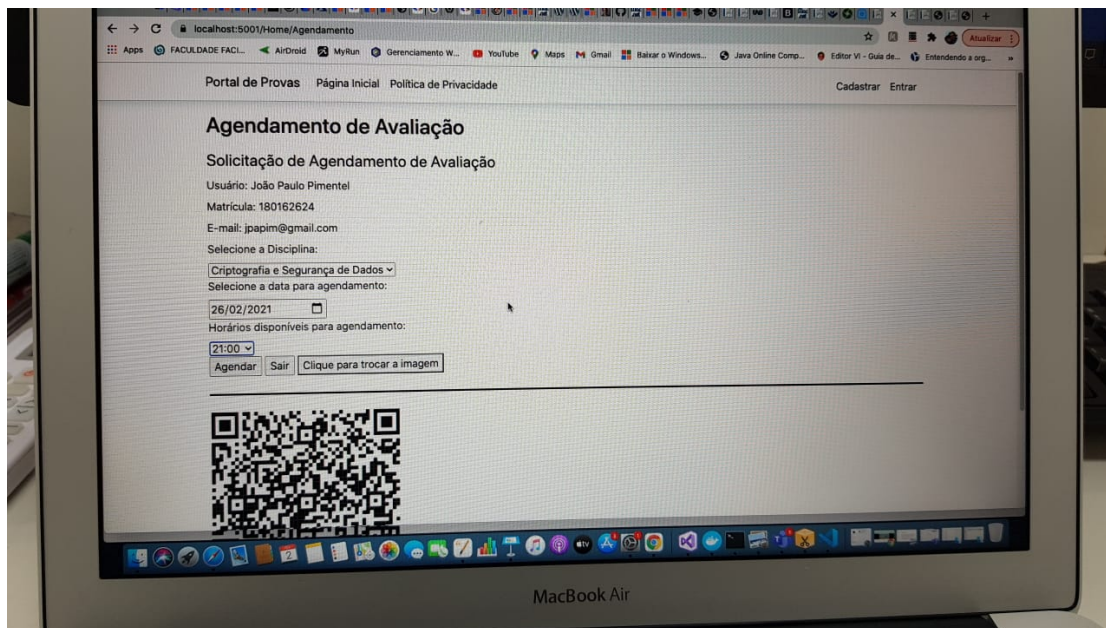 localhost:5001/Home/Agendamento
Atualizar
Apps FACULDADE FACI... AirDroid MyRun Gerenciamento W... YouTube Maps Gmail Baixar o Windows... Java Online Comp... Editor VI - Guia de... Entendendo a org... »
Portal de Provas Página Inicial Política de Privacidade Cadastrar Entrar
Agendamento de Avaliação
Solicitação de Agendamento de Avaliação
Usuário: João Paulo Pimentel
Matrícula: 180162624
E-mail: jpapim@gmail.com
Selecione a Disciplina:
Criptografia e Segurança de Dados
Selecione a data para agendamento:
26/02/2021
Horários disponíveis para agendamento:
21:00
Agendar Sair Clique para trocar a imagem
MacBook Air